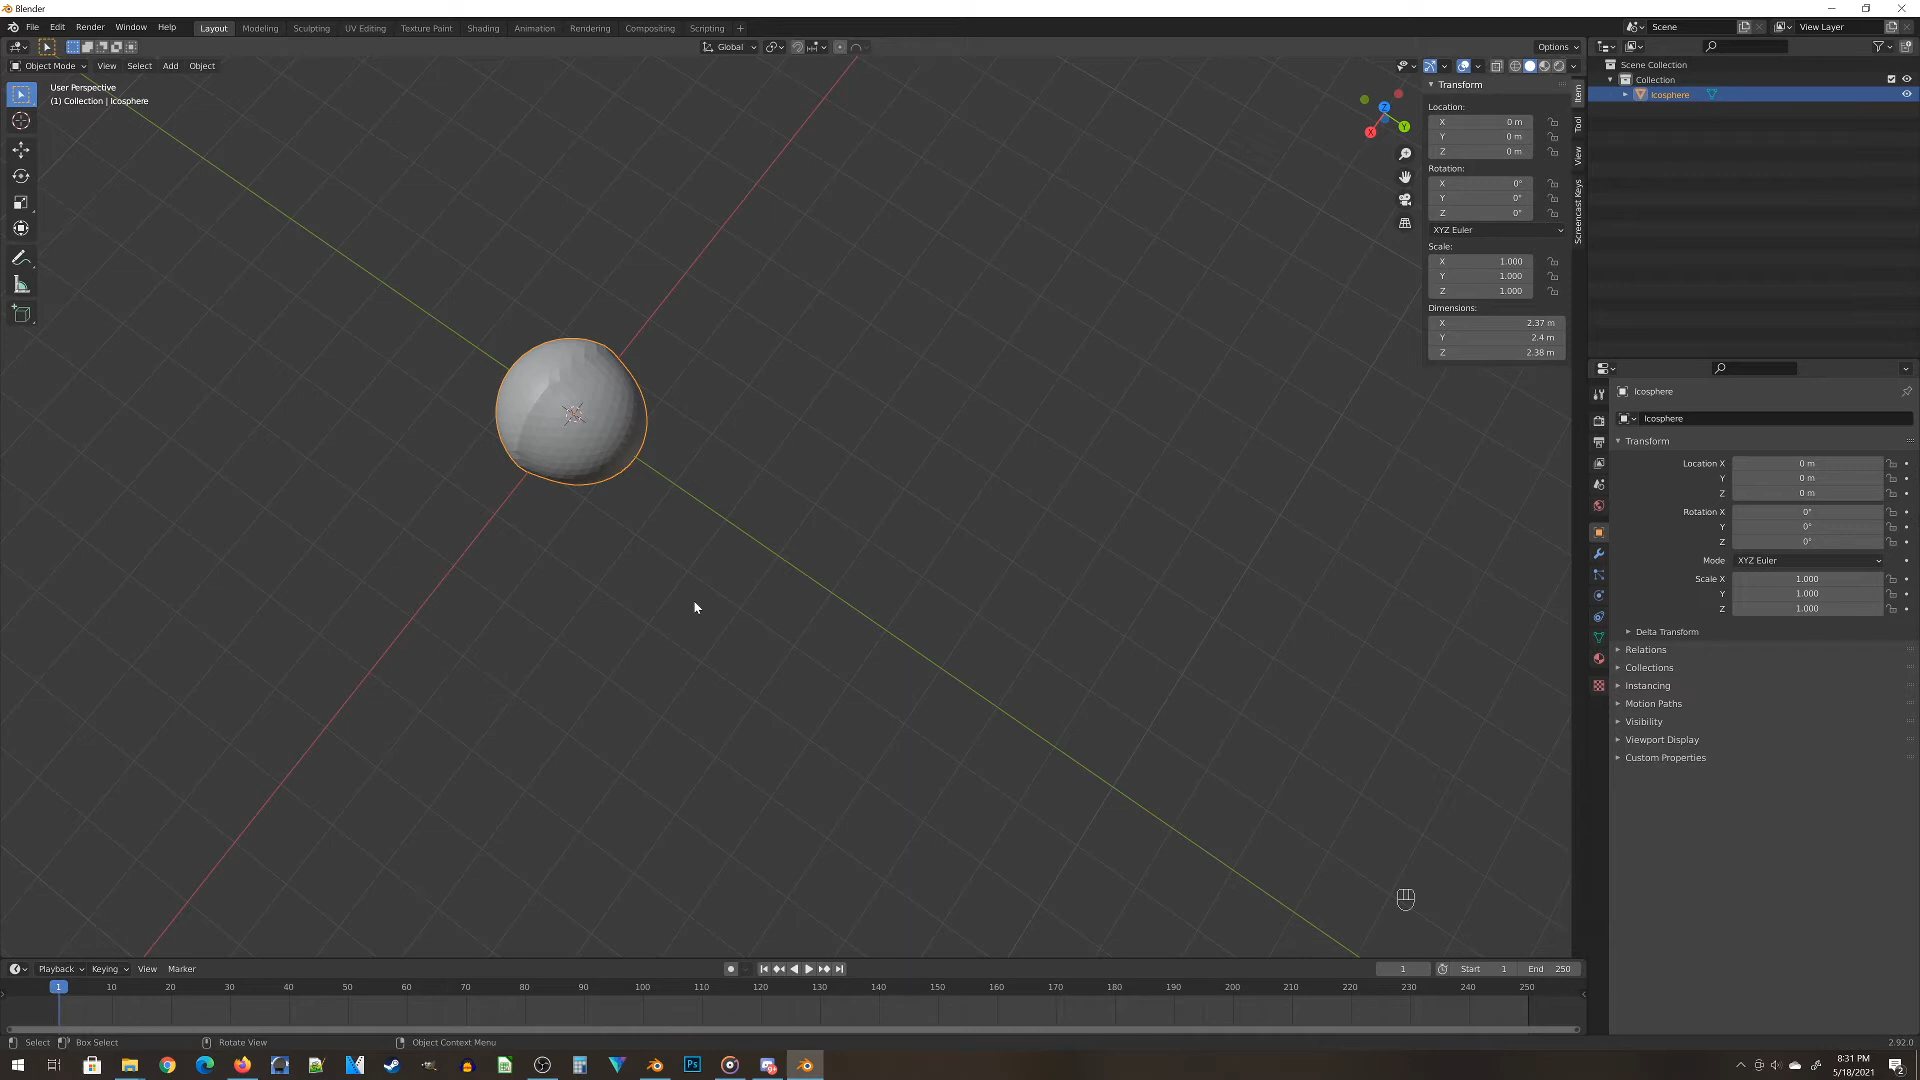 Blender
File Edit Render Window Help Layout Modeling Sculpting UV Editing Texture Paint Shading Animation Rendering Compositing Scripting +
Scene View Layer
Global Options
Object Mode View Select Add Object
User Perspective
(1) Collection | Icosphere
Z
Y
X
Transform
Location:
X 0 m
Y 0 m
Z 0 m
Rotation:
X 0°
Y 0°
Z 0°
XYZ Euler
Scale:
X 1.000
Y 1.000
Z 1.000
Dimensions:
X 2.37 m
Y 2.4 m
Z 2.38 m
Item
Tool
View
Screencast Keys
Scene Collection
Collection
Icosphere
Icosphere
Icosphere
Transform
Location X 0 m
Y 0 m
Z 0 m
Rotation X 0°
Y 0°
Z 0°
Mode XYZ Euler
Scale X 1.000
Y 1.000
Z 1.000
Delta Transform
Relations
Collections
Instancing
Motion Paths
Visibility
Viewport Display
Custom Properties
Playback Keying View Marker 1 Start 1 End 250
1 10 20 30 40 50 60 70 80 90 100 110 120 130 140 150 160 170 180 190 200 210 220 230 240 250
Select Box Select Rotate View Object Context Menu 2.92.0
Ps
8:31 PM
5/18/2021
2